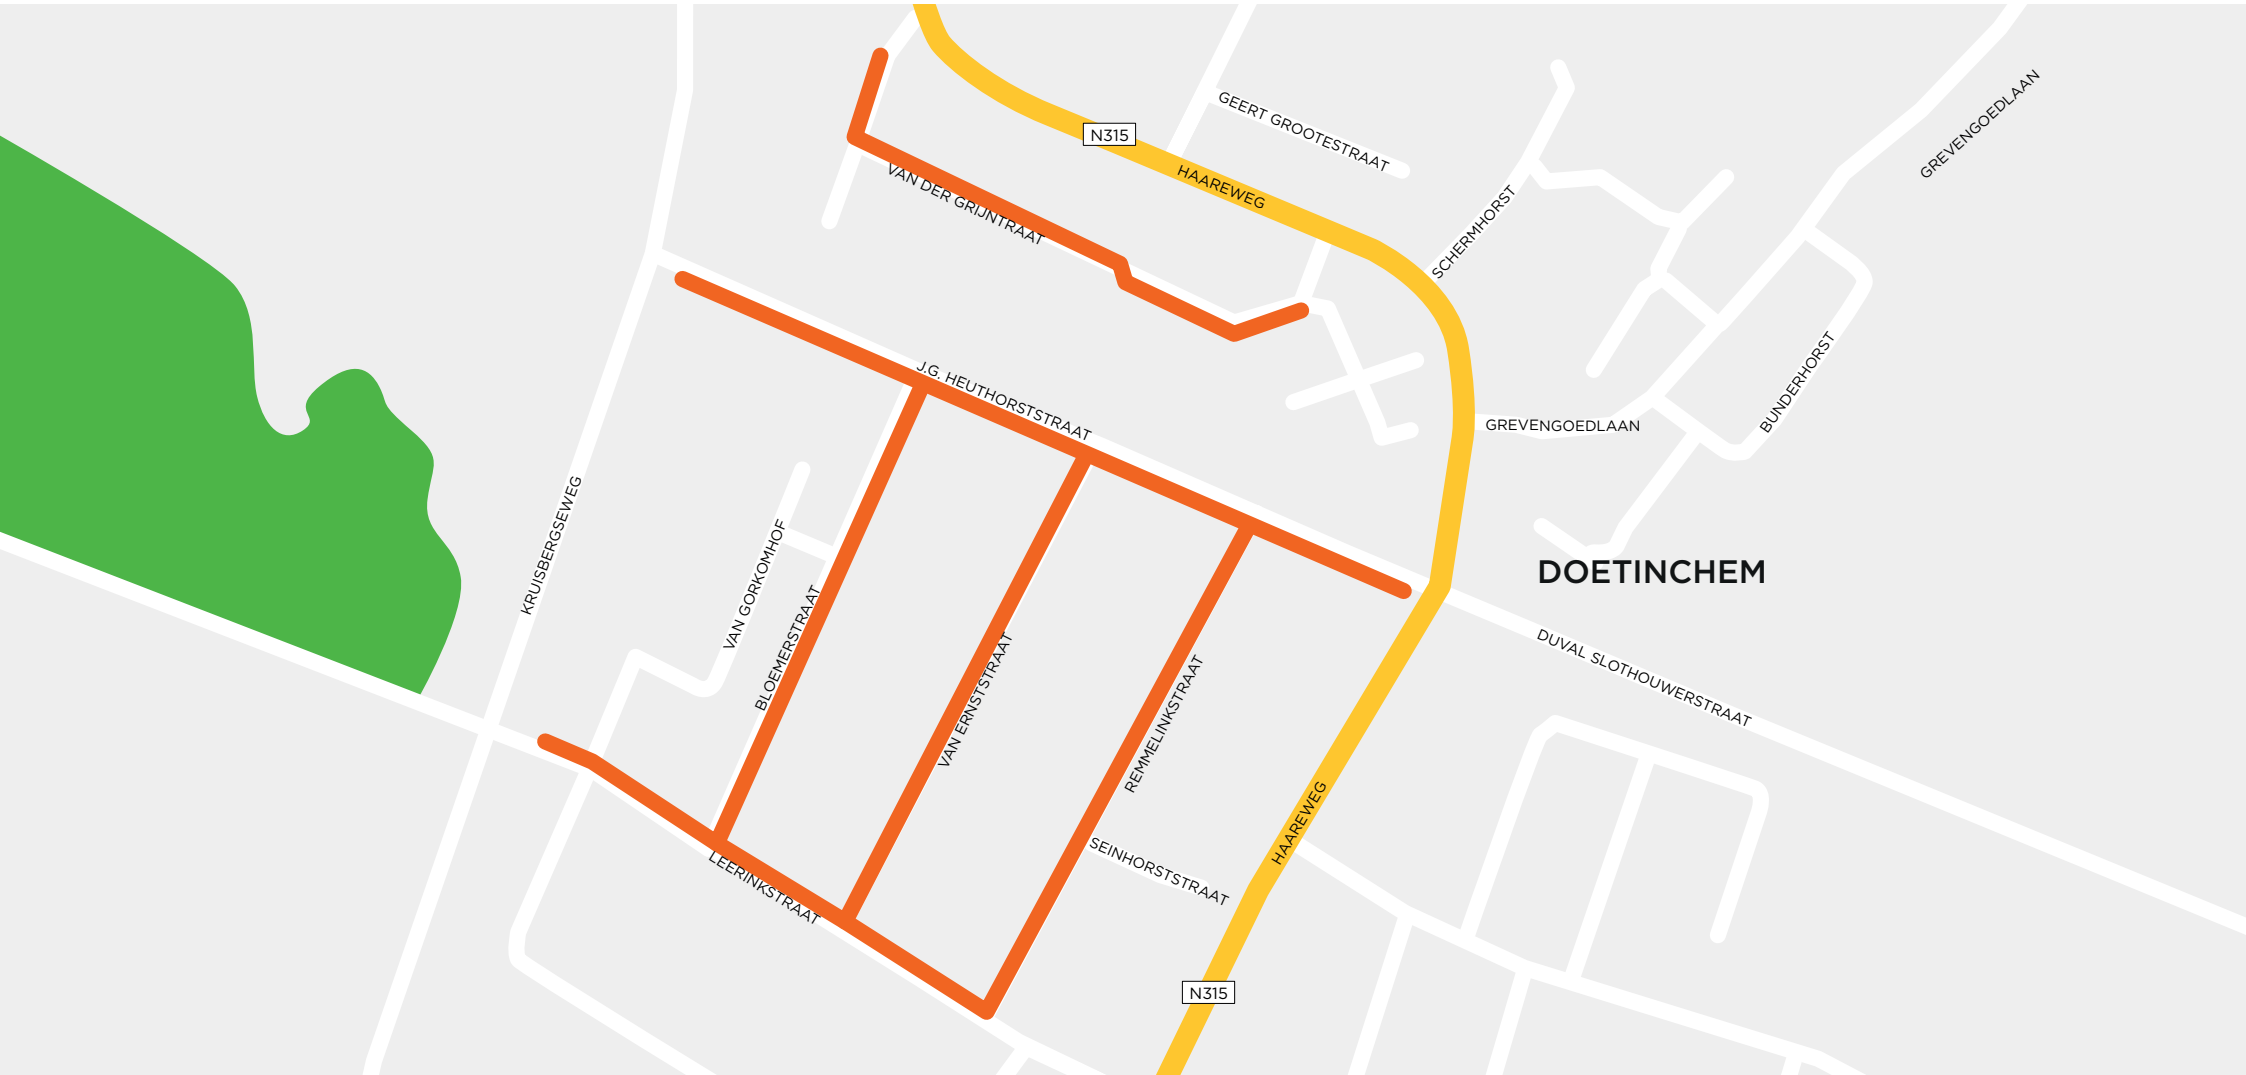 GREVENGOEDLAAN
GEERT GROOTESTRAAT
N315
HAAREWEG
VAN DER GRIJNTRAAT
SCHERMHORST
J.G. HEUTHORSTSTRAAT
BUNDERHORST
GREVENGOEDLAAN
KRUISBERGSEWEG
VAN GORKOMHOF
DOETINCHEM
BLOEMERSTRAAT
VAN ERNSTSTRAAT
REMMELINKSTRAAT
DUVAL SLOTHOUWERSTRAAT
HAAREWEG
SEINHORSTSTRAAT
LEERINKSTRAAT
N315